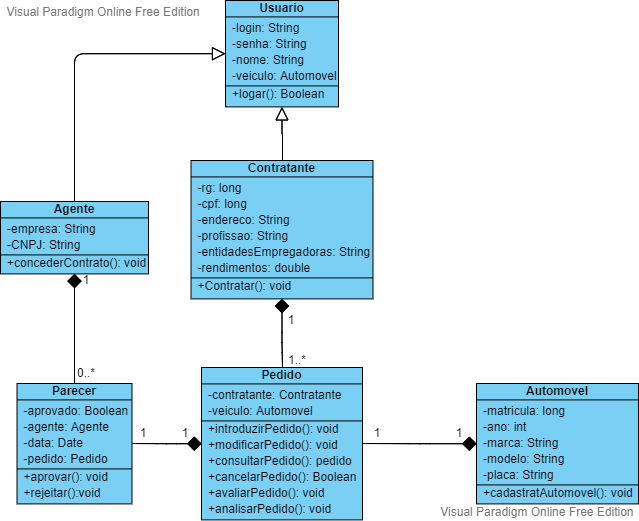 Visual Paradigm Online Free Edition
Usuario
-login: String
-senha: String
-nome: String
-veiculo: Automovel
+logar(): Boolean
Contratante
-rg: long
-cpf: long
-endereco: String
-profissao: String
-entidadesEmpregadoras: String
-rendimentos: double
+Contratar(): void
Agente
-empresa: String
-CNPJ: String
+concederContrato(): void
1
0..*
1
1..*
Parecer
-aprovado: Boolean
-agente: Agente
-data: Date
-pedido: Pedido
+aprovar(): void
+rejeitar():void
1
1
Pedido
-contratante: Contratante
-veiculo: Automovel
+introduzirPedido(): void
+modificarPedido(): void
+consultarPedido(): pedido
+cancelarPedido(): Boolean
+avaliarPedido(): void
+analisarPedido(): void
1
1
Automovel
-matricula: long
-ano: int
-marca: String
-modelo: String
-placa: String
+cadastratAutomovel(): void
Visual Paradigm Online Free Edition